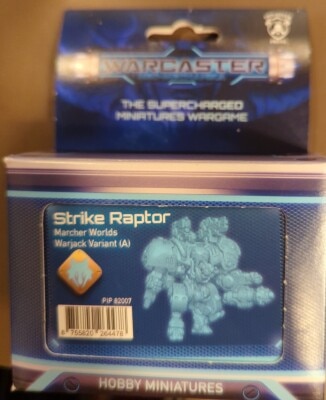 WARCASTER
THE SUPERCHARGED
MINIATURES WARGAME
Strike Raptor
Marcher Worlds
Warjack Variant (A)
PIP 82007
HOBBY MINIATURES